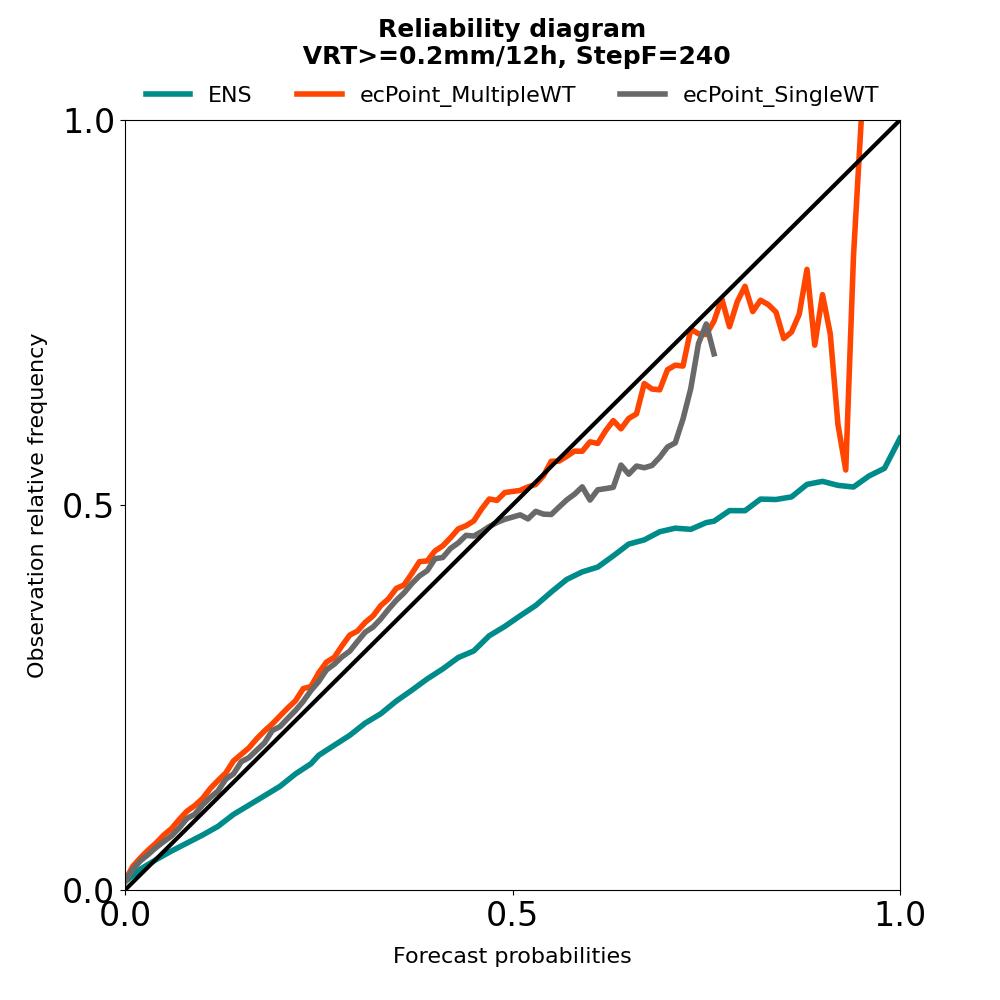 Reliability diagram
VRT>=0.2mm/12h, StepF=240
ENS ecPoint_MultipleWT ecPoint_SingleWT
1.0
Observation relative frequency
0.5
0.0
0.0 0.5 1.0
Forecast probabilities